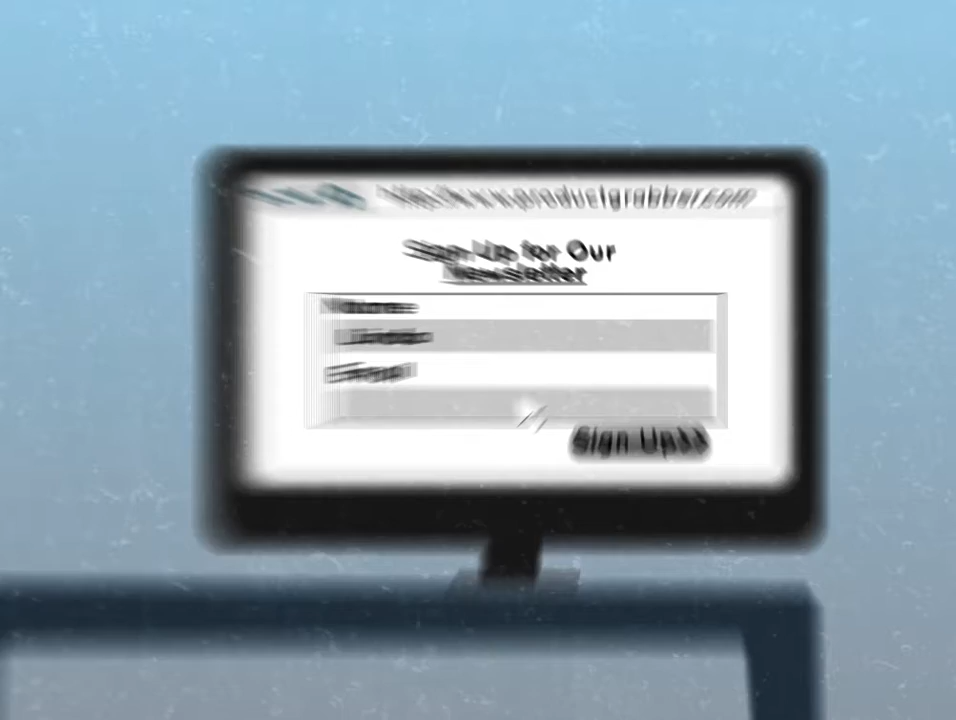 http://www.productgrabber.com
Sign Up for Our
Newsletter
Name
Email
Sign Up